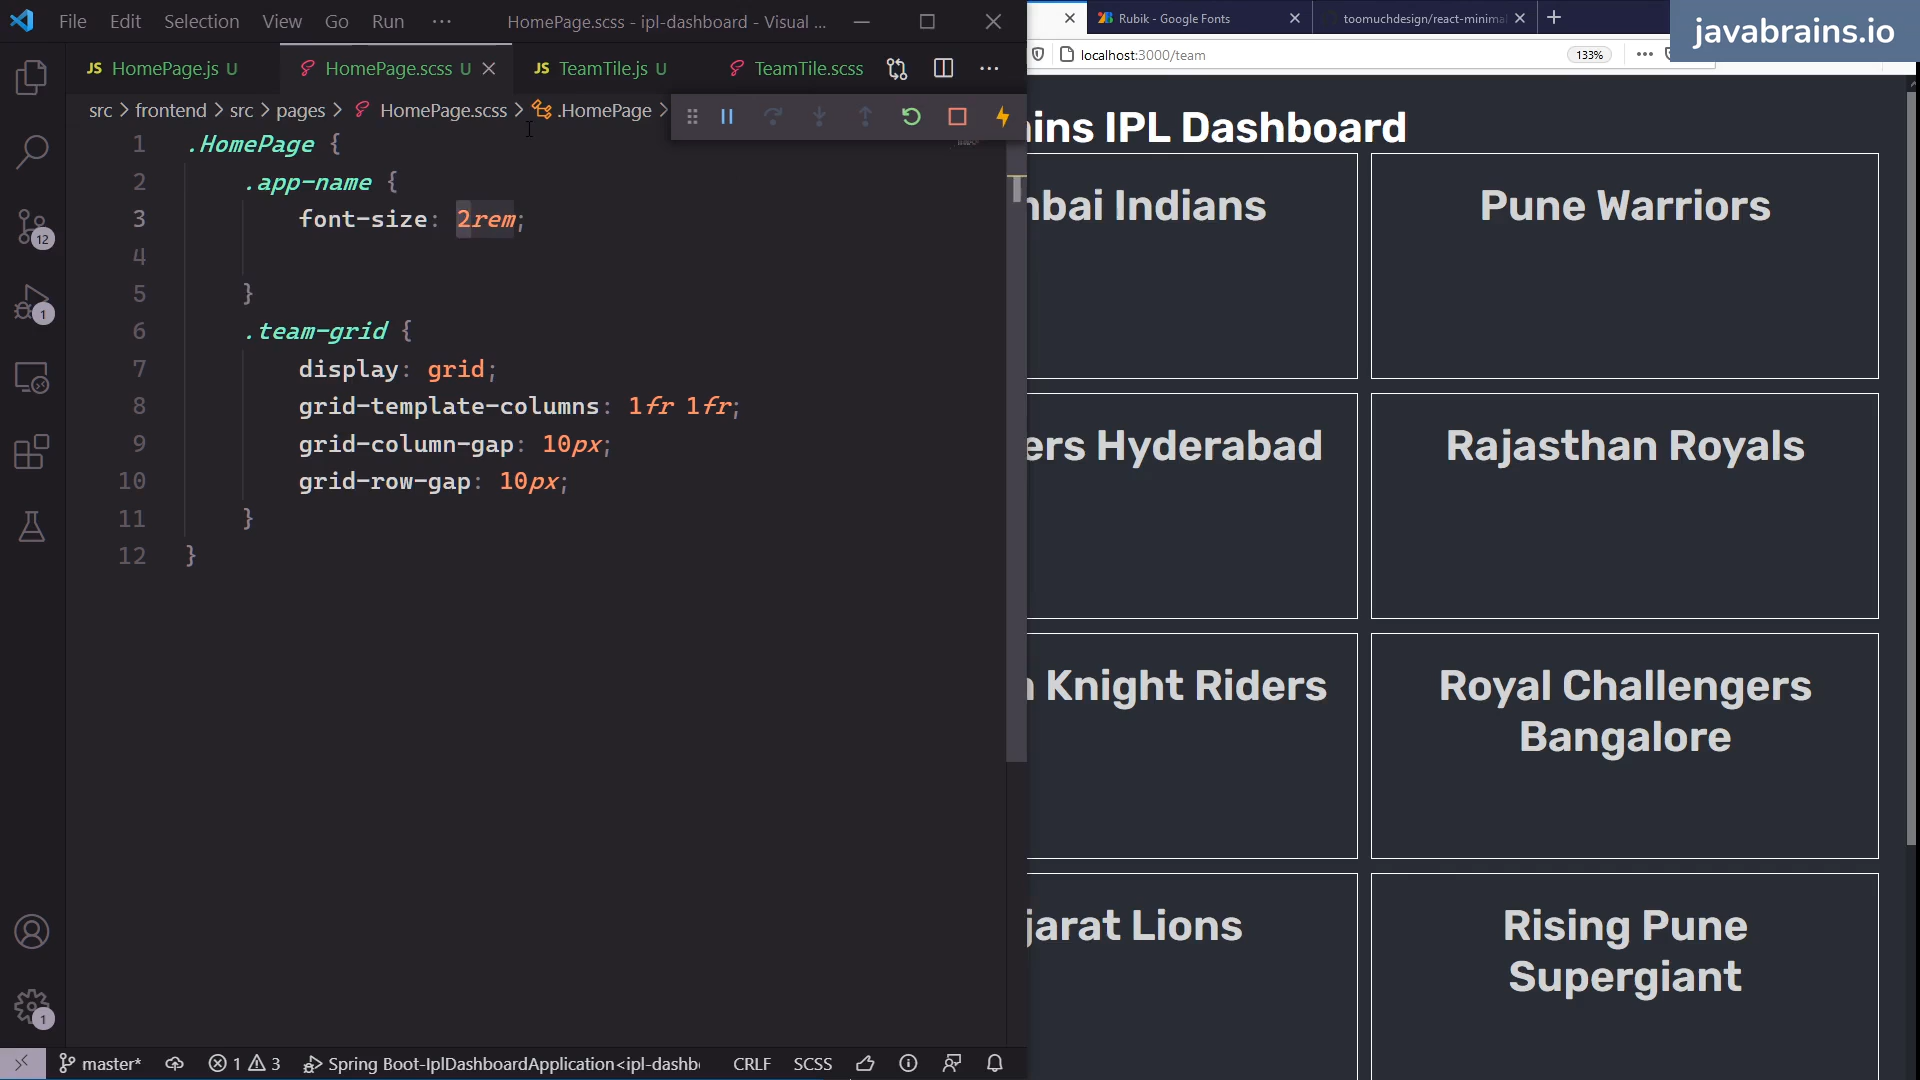 File Edit Selection View Go Run ··· HomePage.scss - ipl-dashboard - Visual ...
JS HomePage.js U HomePage.scss U JS TeamTile.js U TeamTile.scss
src > frontend > src > pages > HomePage.scss > .HomePage >
1 .HomePage {
2 .app-name {
3 font-size: 2rem;
4
5 }
6 .team-grid {
7 display: grid;
8 grid-template-columns: 1fr 1fr;
9 grid-column-gap: 10px;
10 grid-row-gap: 10px;
11 }
12 }
12
1
1
master* 1 3 Spring Boot-IplDashboardApplication<ipl-dashb CRLF SCSS
Rubik - Google Fonts toomuchdesign/react-minimal
javabrains.io
localhost:3000/team 133%
ins IPL Dashboard
bai Indians Pune Warriors
ers Hyderabad Rajasthan Royals
Knight Riders Royal Challengers
Bangalore
jarat Lions Rising Pune
Supergiant